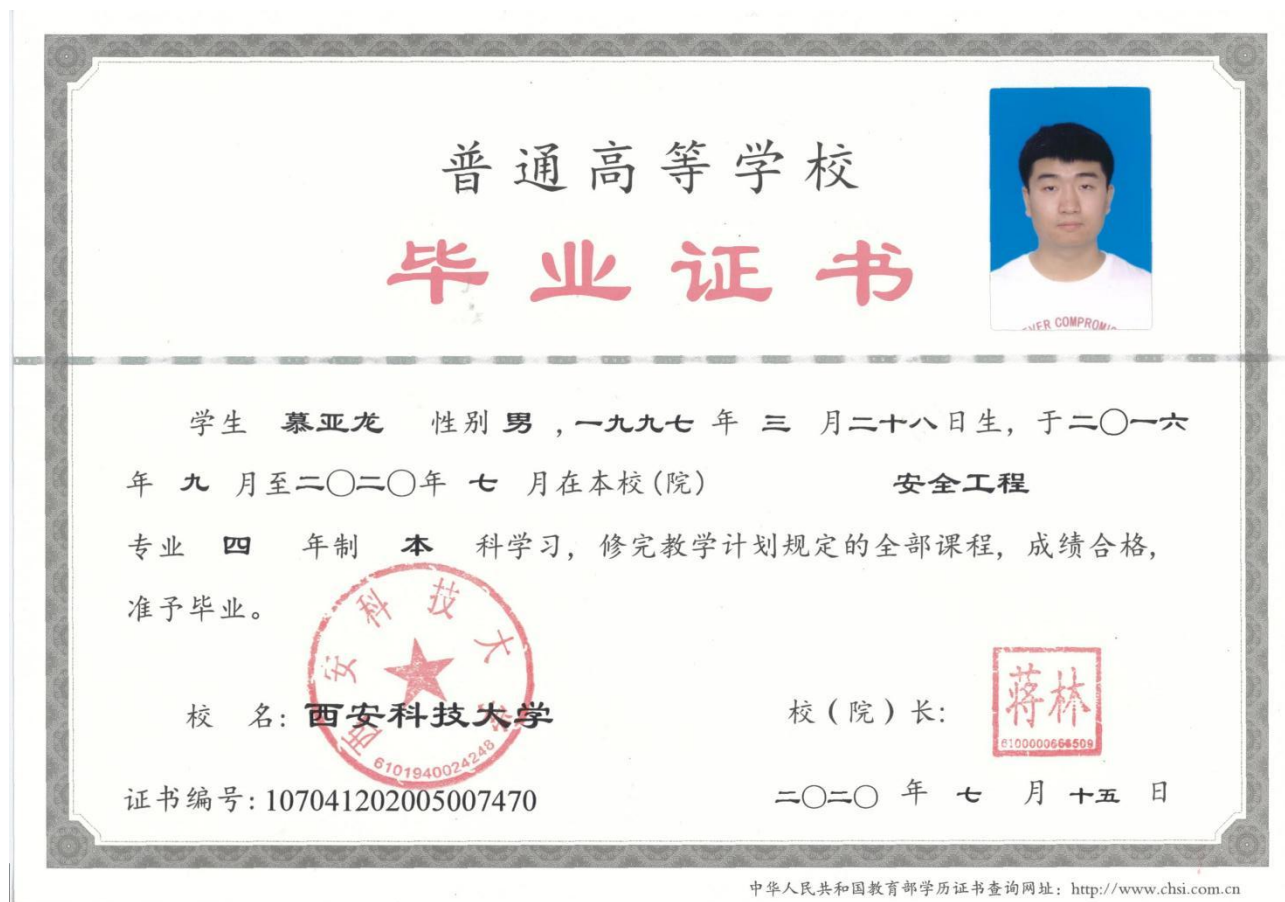 普通高等学校
毕业证书
VER COMPROMI
学生 慕亚龙 性别 男 ,一九九七 年 三 月二十八日生, 于二〇一六
年 九 月至二〇二〇年 七 月在本校(院) 安全工程
专业 四 年制 本 科学习, 修完教学计划规定的全部课程, 成绩合格,
准予毕业。
西安科技大学
6101940024248
校 名: 西安科技大学
校(院)长:
蒋林
6100000666509
证书编号: 107041202005007470
二〇二〇 年 七 月 十五 日
中华人民共和国教育部学历证书查询网址: http://www.chsi.com.cn